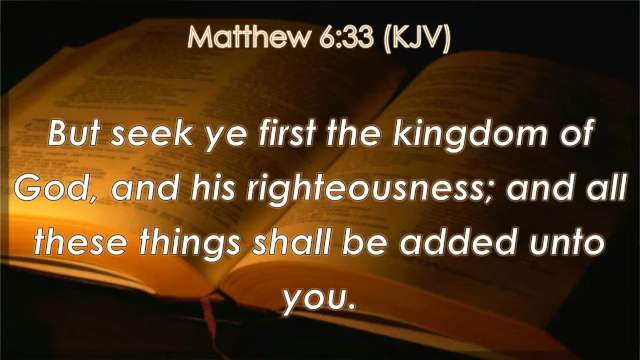 Matthew 6:33 (KJV)
But seek ye first the kingdom of
God, and his righteousness; and all
these things shall be added unto
you.